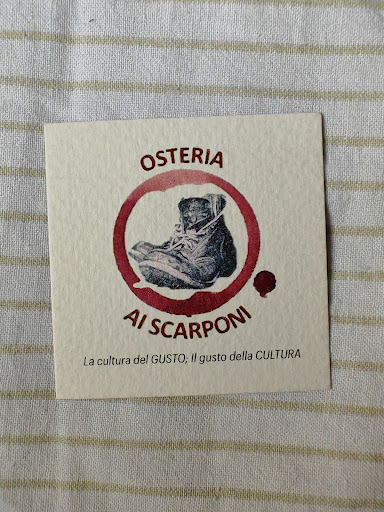 OSTERIA
AI SCARPONI
La cultura del GUSTO; Il gusto della CULTURA